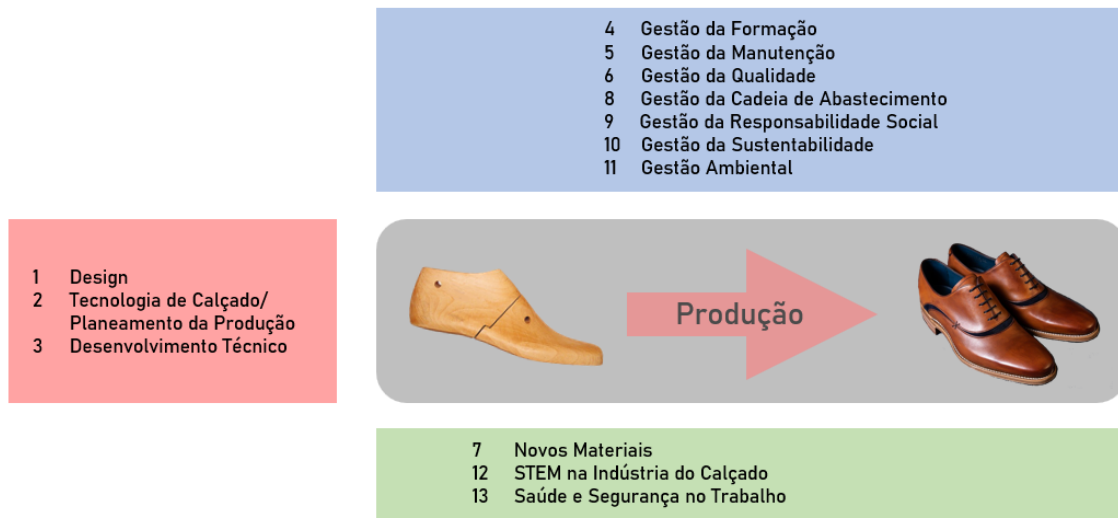 4 Gestão da Formação
5 Gestão da Manutenção
6 Gestão da Qualidade
8 Gestão da Cadeia de Abastecimento
9 Gestão da Responsabilidade Social
10 Gestão da Sustentabilidade
11 Gestão Ambiental
1 Design
2 Tecnologia de Calçado/
Planeamento da Produção
3 Desenvolvimento Técnico
Produção
7 Novos Materiais
12 STEM na Indústria do Calçado
13 Saúde e Segurança no Trabalho